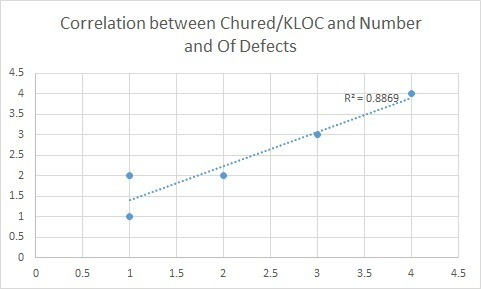 Correlation between Chured/KLOC and Number
and Of Defects
4.5
4
R² = 0.8869
3.5
3
2.5
2
1.5
1
0.5
0
0 0.5 1 1.5 2 2.5 3 3.5 4 4.5